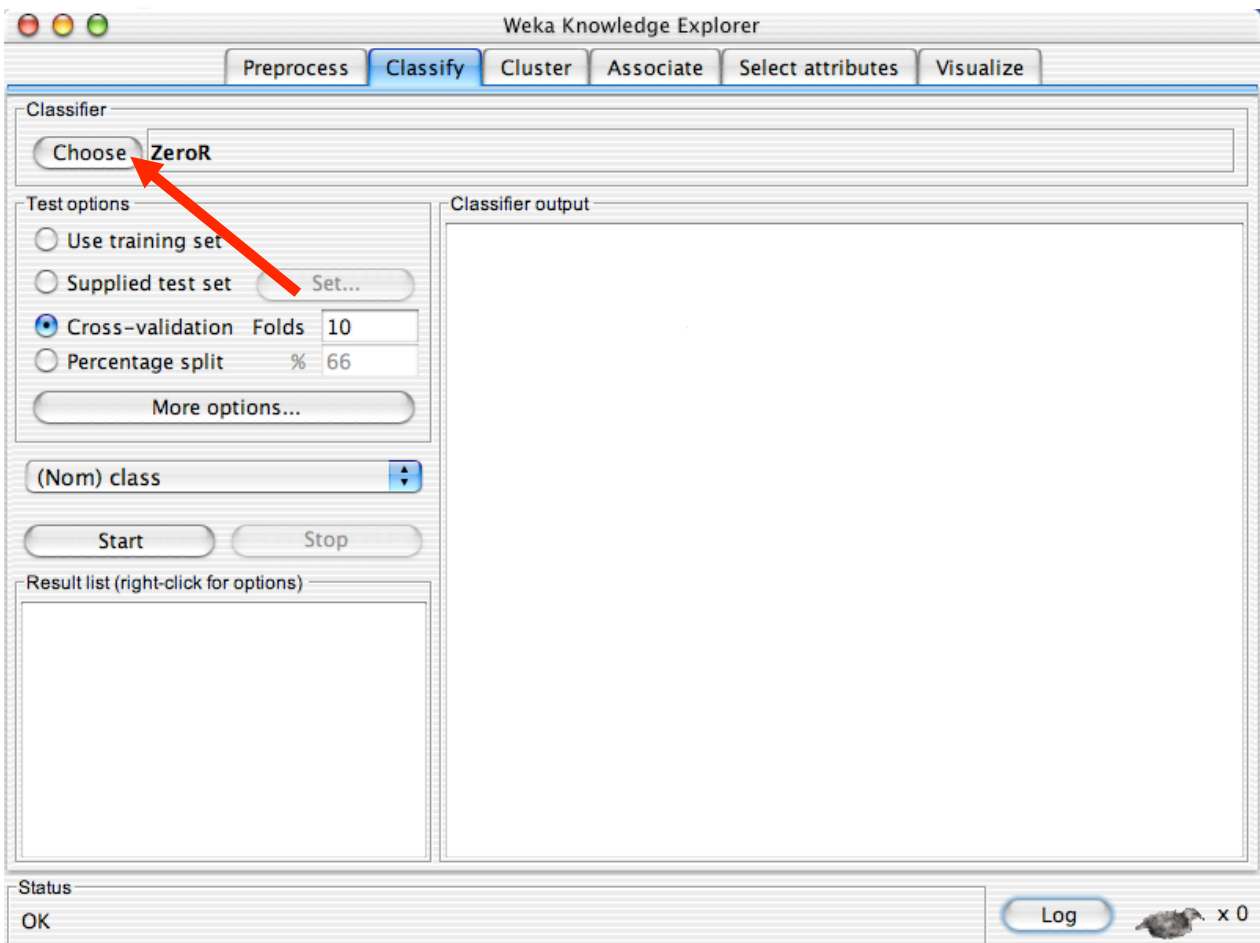 Weka Knowledge Explorer
Preprocess Classify Cluster Associate Select attributes Visualize
Classifier
Choose ZeroR
Test options
Use training set
Supplied test set Set...
Cross-validation Folds 10
Percentage split % 66
More options...
(Nom) class
Start Stop
Result list (right-click for options)
Classifier output
Status
OK
Log x 0